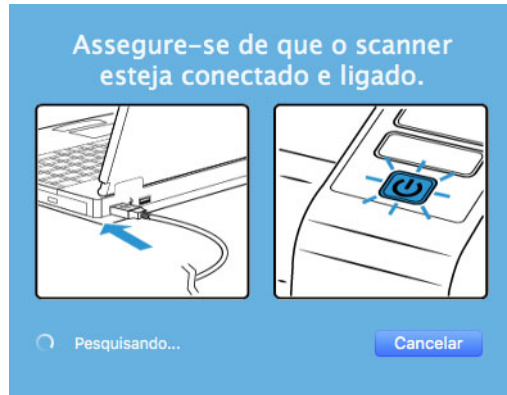 Assegure-se de que o scanner
esteja conectado e ligado.
Pesquisando...
Cancelar